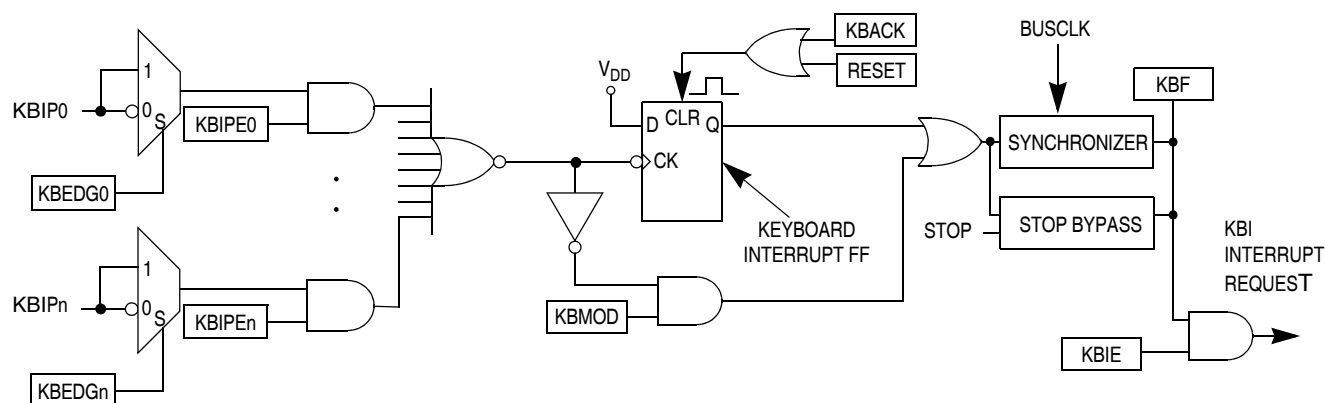 BUSCLK
KBACK
RESET
VDD
KBF
KBIP0
1
0
S
KBIPE0
D CLR Q
CK
SYNCHRONIZER
KBEDG0
KEYBOARD
INTERRUPT FF
STOP
STOP BYPASS
KBI
INTERRUPT
REQUEST
KBIPn
1
0
S
KBIPEn
KBMOD
KBIE
KBEDGn